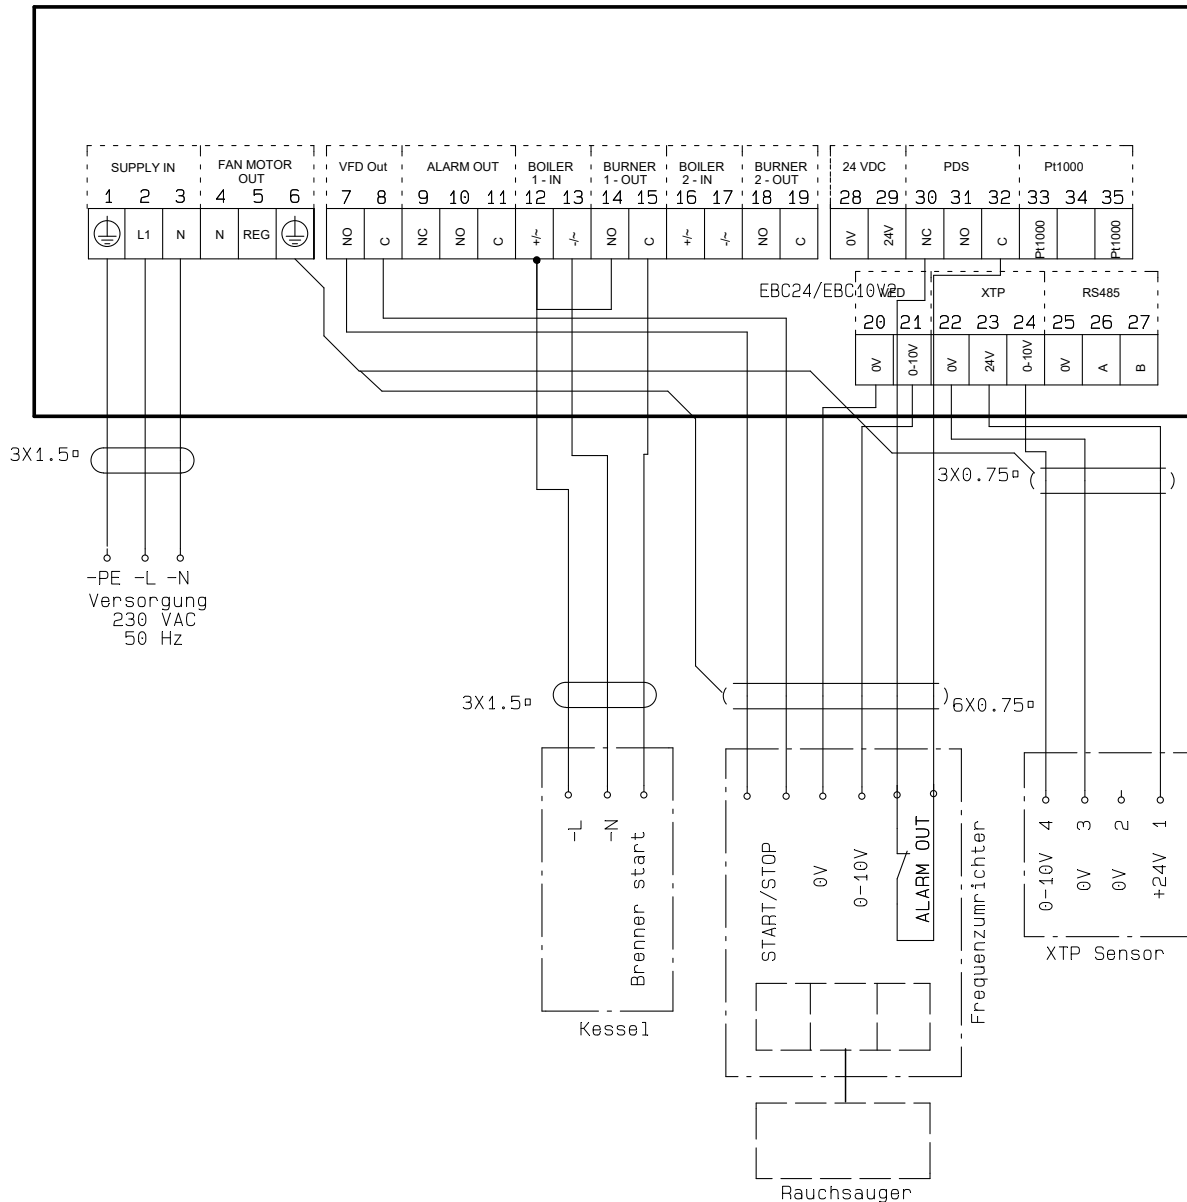 SUPPLY IN
FAN MOTOR
OUT
VFD Out
ALARM OUT
BOILER
1 - IN
BURNER
1 - OUT
BOILER
2 - IN
BURNER
2 - OUT
24 VDC
PDS
Pt1000
1 2 3 4 5 6 7 8 9 10 11 12 13 14 15 16 17 18 19 28 29 30 31 32 33 34 35
L1 N N REG NO C NC NO C +/~ -/~ NO C +/~ -/~ NO C 0V 24V NC NO C Pt1000 Pt1000
EBC24/EBC10V2
VFD
XTP
RS485
20 21 22 23 24 25 26 27
0V 0-10V 0V 24V 0-10V 0V A B
3X1.5▫
3X0.75▫
-PE -L -N
Versorgung
230 VAC
50 Hz
3X1.5▫
6X0.75▫
-L
-N
Brenner start
Kessel
START/STOP
0V
0-10V
ALARM OUT
Frequenzumrichter
0-10V 4
0V 3
0V 2
+24V 1
XTP Sensor
Rauchsauger